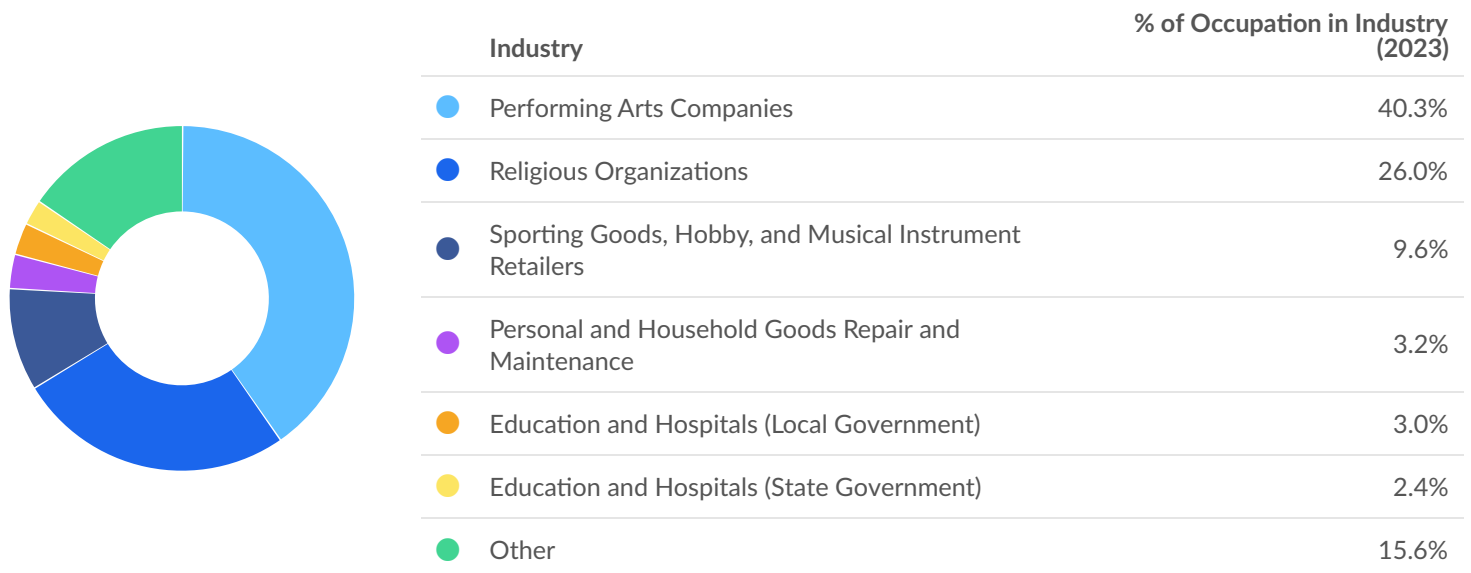 % of Occupation in Industry
Industry
(2023)
Performing Arts Companies 40.3%
Religious Organizations 26.0%
Sporting Goods, Hobby, and Musical Instrument
Retailers
9.6%
Personal and Household Goods Repair and
Maintenance
3.2%
Education and Hospitals (Local Government) 3.0%
Education and Hospitals (State Government) 2.4%
Other 15.6%